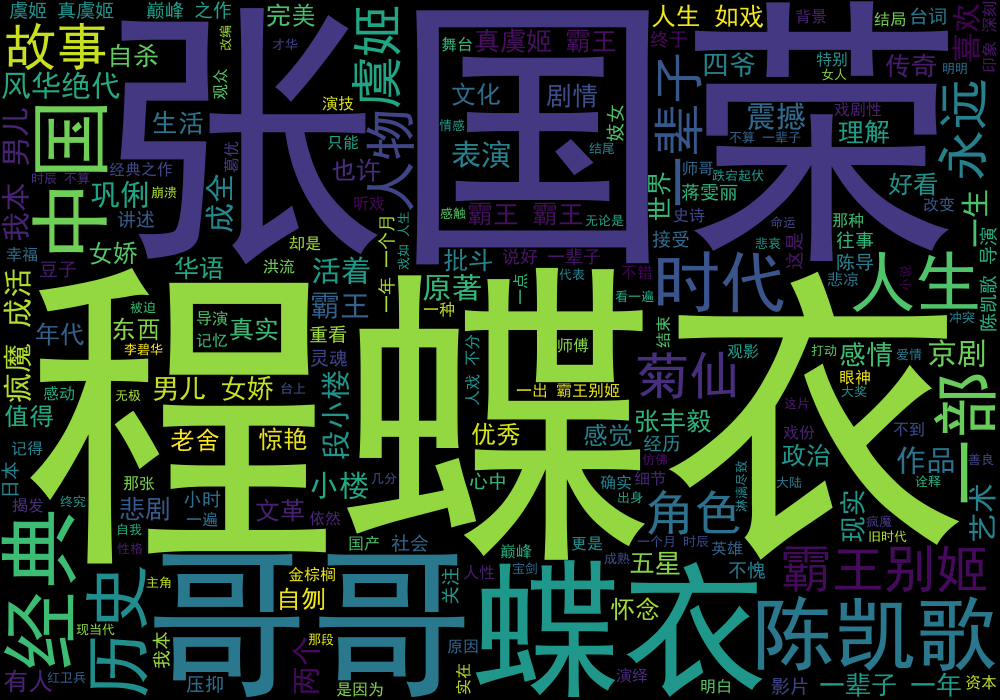 虞姬 真虞姬
巅峰 之作
改编
才华
完美
人生 如戏
背景
结局
台词
深刻
印象
喜欢
故事
自杀
张国荣
虞姬
舞台
真虞姬 霸王
终于
四爷
特别
女人
传奇
明明
风华绝代
观众
演技
文化
剧情
妓女
一辈子
震撼
戏剧性
理解
永远
男儿
中国
生活
只能
情感
人物
表演
结尾
不算 一辈子
经典之作
葛优
也许
师哥
跌宕起伏
时辰 不算
巩俐
崩溃
成全
听戏
感触
霸王 霸王
无论是
世界
蒋雯丽
好看
改变
一生
我本
讲述
史诗
命运
那种
幸福
女娇
却是
一年 一个月
戏如 人生
批斗
说好 一辈子
接受
悲哀
这是
往事
导演
豆子
华语
洪流
活着
原著
一点
代表
不错
时代
陈导
人生
小说
成活
年代
程蝶衣
被迫
霸王
一种
看一遍
悲凉
陈凯歌
东西
导演
真实
重看
结束
冲突
李碧华
记忆
灵魂
人戏 不分
师傅
菊仙
观影
打动
感情
爱情
京剧
疯魔
感动
无极
男儿 女娇
台上
一出 霸王别姬
眼神
大奖
一部
值得
段小楼
张丰毅
这片
老舍
惊艳
优秀
感觉
经历
戏份
不到
记得
仿佛
政治
作品
善良
日本
那张
小楼
几分
心中
确实
细节
淋漓尽致
大陆
诠释
揭发
终究
悲剧
小时
一遍
文革
依然
出身
角色
现实
艺术
经典
自我
疯魔
性格
国产
社会
巅峰
更是
一个月 时辰
英雄
旧时代
历史
主角
哥哥
金棕榈
自刎
关注
人性
宝剑
成熟
五星
不愧
霸王别姬
现当代
蝶衣
怀念
陈凯歌
我本
那段
两个
原因
有人
红卫兵
压抑
是因为
实在
演绎
明白
影片
一辈子 一年
资本